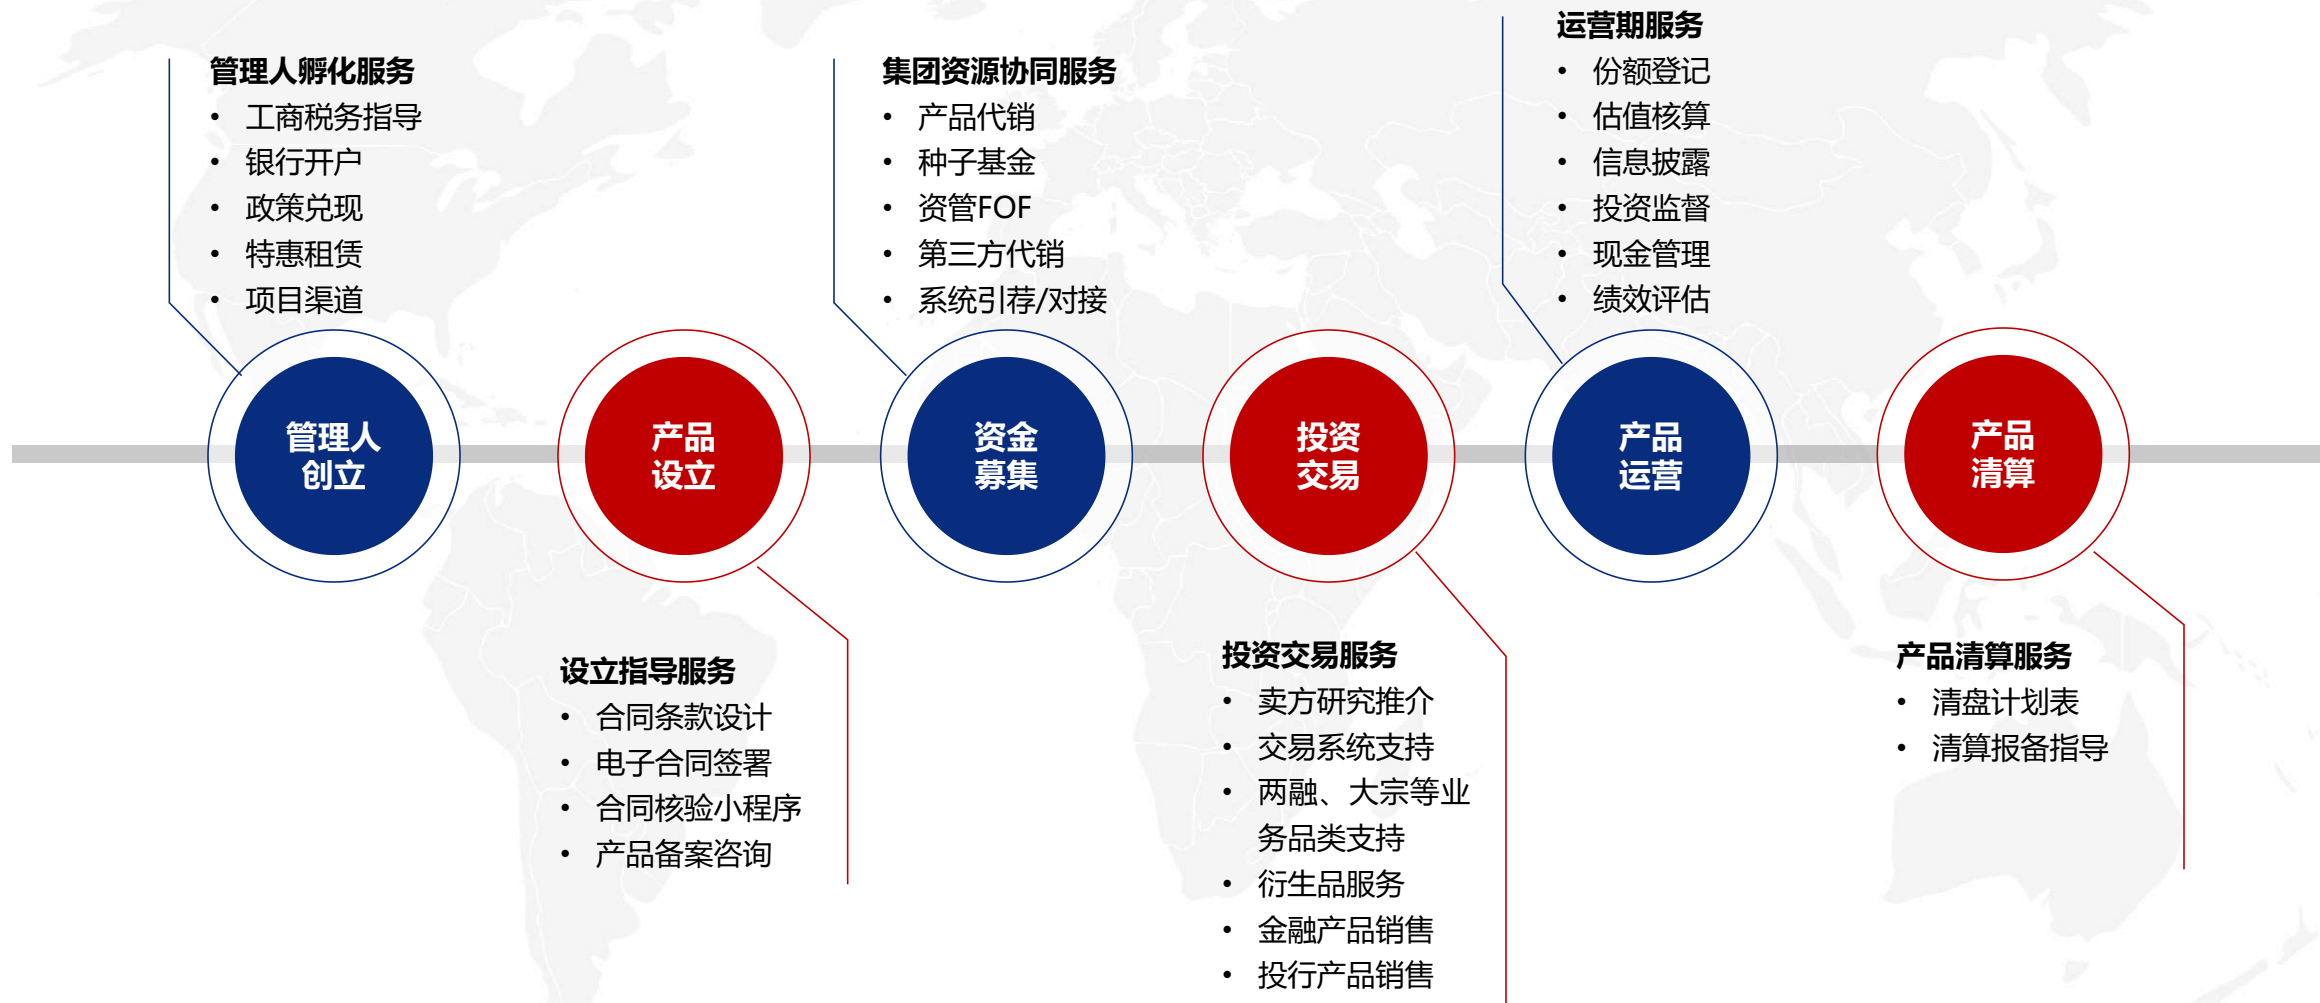 管理人孵化服务
• 工商税务指导
• 银行开户
• 政策兑现
• 特惠租赁
• 项目渠道
集团资源协同服务
• 产品代销
• 种子基金
• 资管FOF
• 第三方代销
• 系统引荐/对接
运营期服务
• 份额登记
• 估值核算
• 信息披露
• 投资监督
• 现金管理
• 绩效评估
管理人
创立
产品
设立
资金
募集
投资
交易
产品
运营
产品
清算
设立指导服务
• 合同条款设计
• 电子合同签署
• 合同核验小程序
• 产品备案咨询
投资交易服务
• 卖方研究推介
• 交易系统支持
• 两融、大宗等业
务品类支持
• 衍生品服务
• 金融产品销售
• 投行产品销售
产品清算服务
• 清盘计划表
• 清算报备指导